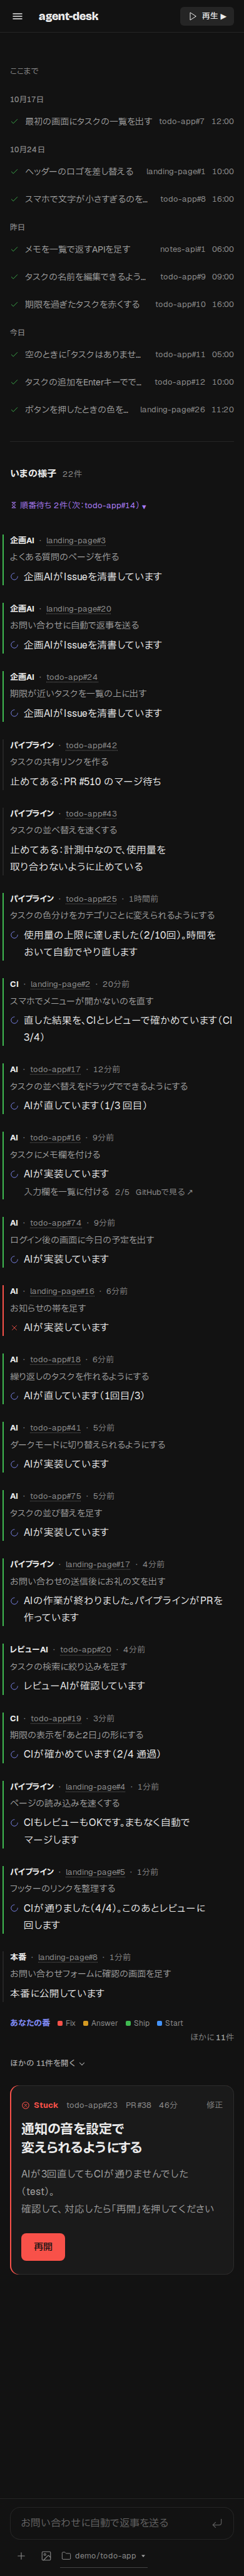 agent-desk
再生 ▶
ここまで
10月17日
最初の画面にタスクの一覧を出す todo-app#7 12:00
10月24日
ヘッダーのロゴを差し替える landing-page#1 10:00
スマホで文字が小さすぎるのを… todo-app#8 16:00
昨日
メモを一覧で返すAPIを足す notes-api#1 06:00
タスクの名前を編集できるよう… todo-app#9 09:00
期限を過ぎたタスクを赤くする todo-app#10 16:00
今日
空のときに「タスクはありませ… todo-app#11 05:00
タスクの追加をEnterキーでで… todo-app#12 10:00
ボタンを押したときの色を… landing-page#26 11:20
いまの様子 22件
順番待ち 2件（次：todo-app#14） ▾
企画AI · landing-page#3
よくある質問のページを作る
企画AIがIssueを清書しています
企画AI · landing-page#20
お問い合わせに自動で返事を送る
企画AIがIssueを清書しています
企画AI · todo-app#24
期限が近いタスクを一覧の上に出す
企画AIがIssueを清書しています
パイプライン · todo-app#42
タスクの共有リンクを作る
止めてある：PR #510 のマージ待ち
パイプライン · todo-app#43
タスクの並べ替えを速くする
止めてある：計測中なので、使用量を
取り合わないように止めている
パイプライン · todo-app#25 · 1時間前
タスクの色分けをカテゴリごとに変えられるようにする
使用量の上限に達しました（2/10回）。時間を
おいて自動でやり直します
CI · landing-page#2 · 20分前
スマホでメニューが開かないのを直す
直した結果を、CIとレビューで確かめています（CI
3/4）
AI · todo-app#17 · 12分前
タスクの並べ替えをドラッグでできるようにする
AIが直しています（1/3 回目）
AI · todo-app#16 · 9分前
タスクにメモ欄を付ける
AIが実装しています
入力欄を一覧に付ける 2/5 GitHubで見る ↗
AI · todo-app#74 · 9分前
ログイン後の画面に今日の予定を出す
AIが実装しています
AI · landing-page#16 · 6分前
お知らせの帯を足す
AIが実装しています
AI · todo-app#18 · 6分前
繰り返しのタスクを作れるようにする
AIが直しています（1回目/3）
AI · todo-app#41 · 5分前
ダークモードに切り替えられるようにする
AIが実装しています
AI · todo-app#75 · 5分前
タスクの並び替えを足す
AIが実装しています
パイプライン · landing-page#17 · 4分前
お問い合わせの送信後にお礼の文を出す
AIの作業が終わりました。パイプラインがPRを
作っています
レビューAI · todo-app#20 · 4分前
タスクの検索に絞り込みを足す
レビューAIが確認しています
CI · todo-app#19 · 3分前
期限の表示を「あと2日」の形にする
CIが確かめています（2/4 通過）
パイプライン · landing-page#4 · 1分前
ページの読み込みを速くする
CIもレビューもOKです。まもなく自動で
マージします
パイプライン · landing-page#5 · 1分前
フッターのリンクを整理する
CIが通りました（4/4）。このあとレビューに
回します
本番 · landing-page#8 · 1分前
お問い合わせフォームに確認の画面を足す
本番に公開しています
あなたの番 Fix Answer Ship Start
ほかに 11件
ほかの 11件を開く
Stuck todo-app#23 PR#38 46分 修正
通知の音を設定で
変えられるようにする
AIが3回直してもCIが通りませんでした
（test）。
確認して、対応したら「再開」を押してください
再開
お問い合わせに自動で返事を送る
demo/todo-app